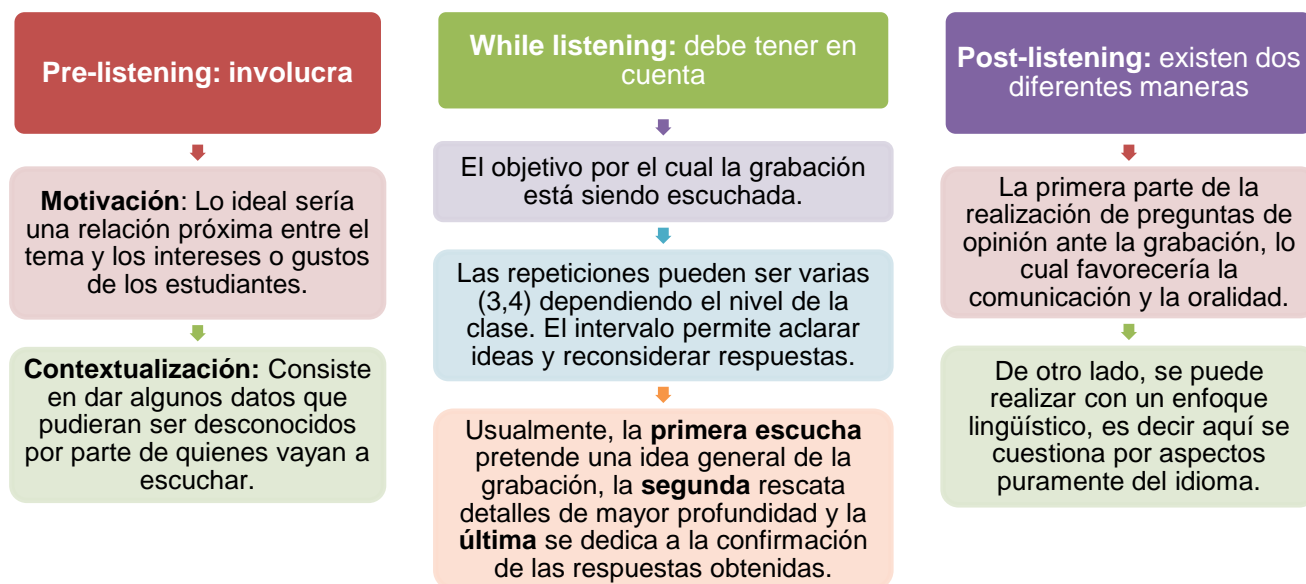 Pre-listening: involucra
Motivación: Lo ideal sería
una relación próxima entre el
tema y los intereses o gustos
de los estudiantes.
Contextualización: Consiste
en dar algunos datos que
pudieran ser desconocidos
por parte de quienes vayan a
escuchar.
While listening: debe tener en
cuenta
El objetivo por el cual la grabación
está siendo escuchada.
Las repeticiones pueden ser varias
(3,4) dependiendo el nivel de la
clase. El intervalo permite aclarar
ideas y reconsiderar respuestas.
Usualmente, la primera escucha
pretende una idea general de la
grabación, la segunda rescata
detalles de mayor profundidad y la
última se dedica a la confirmación
de las respuestas obtenidas.
Post-listening: existen dos
diferentes maneras
La primera parte de la
realización de preguntas de
opinión ante la grabación, lo
cual favorecería la
comunicación y la oralidad.
De otro lado, se puede
realizar con un enfoque
lingüístico, es decir aquí se
cuestiona por aspectos
puramente del idioma.